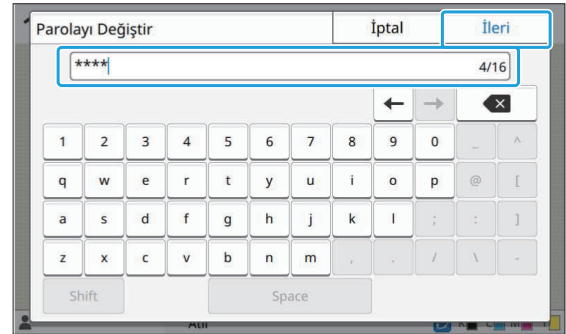 Parolayı Değiştir İptal İleri
**** 4/16
← →
1 2 3 4 5 6 7 8 9 0 _ ^
q w e r t y u i o p @ [
a s d f g h j k l ; : ]
z x c v b n m , . / \ -
Shift Space